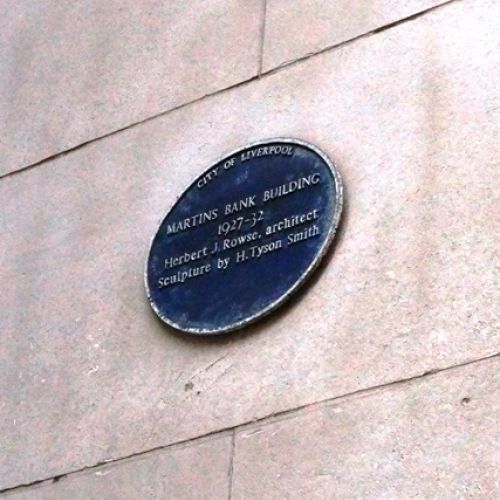 CITY OF LIVERPOOL
MARTINS BANK BUILDING
1927-32
Herbert J. Rowse, architect
Sculpture by H. Tyson Smith